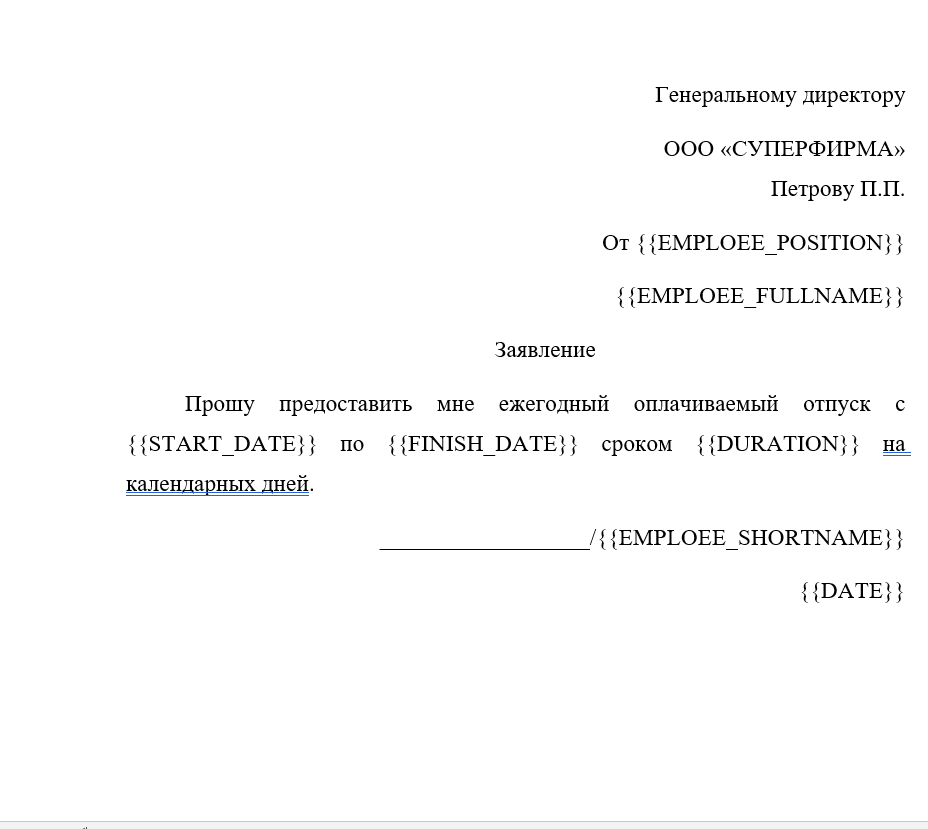 Генеральному директору
ООО «СУПЕРФИРМА»
Петрову П.П.
От {{EMPLOEE_POSITION}}
{{EMPLOEE_FULLNAME}}
Заявление
Прошу предоставить мне ежегодный оплачиваемый отпуск с
{{START_DATE}} по {{FINISH_DATE}} сроком {{DURATION}} на
календарных дней.
___________________/{{EMPLOEE_SHORTNAME}}
{{DATE}}